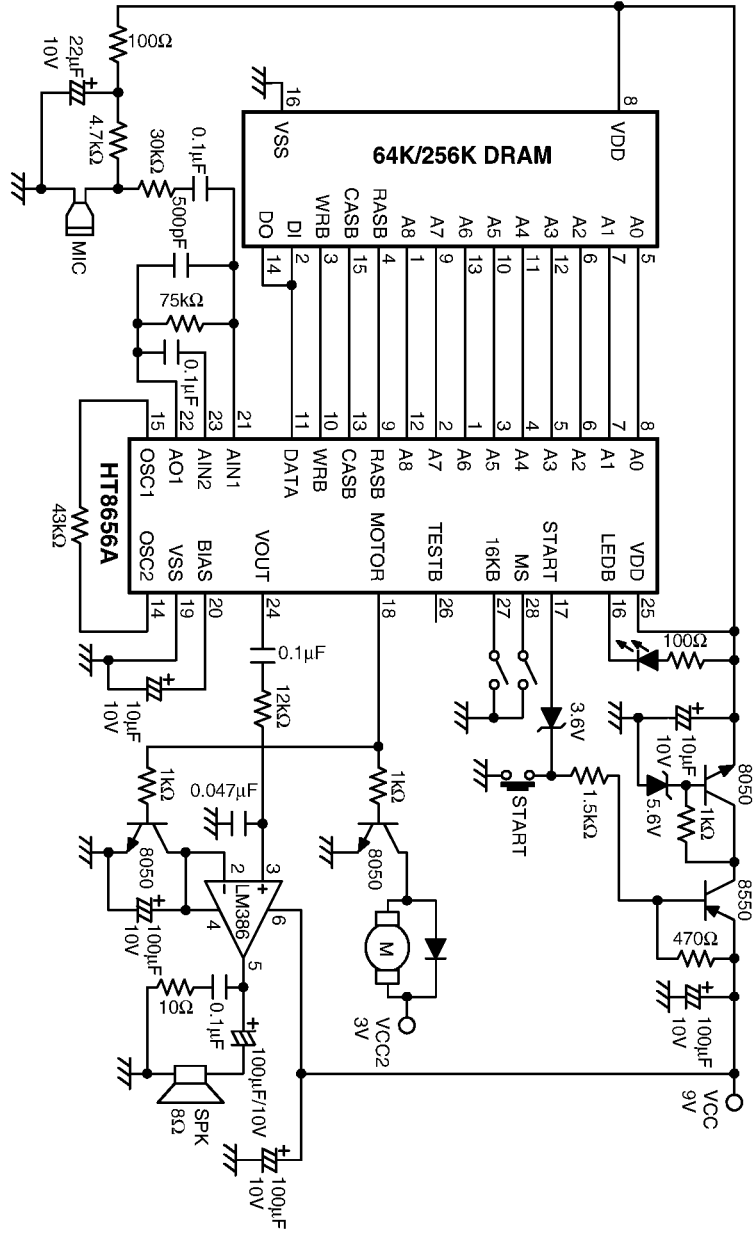 100Ω
22μF
10V
4.7kΩ
MIC
30kΩ
0.1μF
500pF
75kΩ
0.1μF
64K/256K DRAM
16
VSS
8
VDD
DO
DI
WRB
CASB
RASB
A8
A7
A6
A5
A4
A3
A2
A1
A0
14
2
3
15
4
1
9
13
10
11
12
6
7
5
15
22
23
21
11
10
13
9
12
2
1
3
4
5
6
7
8
OSC1
AO1
AIN2
AIN1
DATA
WRB
CASB
RASB
A8
A7
A6
A5
A4
A3
A2
A1
A0
HT8656A
OSC2
VSS
BIAS
VOUT
MOTOR
TESTB
16KB
MS
START
LEDB
VDD
14
19
20
24
18
26
27
28
17
16
25
43kΩ
10μF
10V
0.1μF
12kΩ
0.047μF
1kΩ
8050
100μF
10V
2
3
4
6
5
+
−
LM386
10Ω
0.1μF
100μF/10V
SPK
8Ω
100μF
10V
1kΩ
8050
M
VCC2
3V
3.6V
START
1.5kΩ
100Ω
10μF
10V
5.6V
1kΩ
8050
8550
470Ω
100μF
10V
VCC
9V